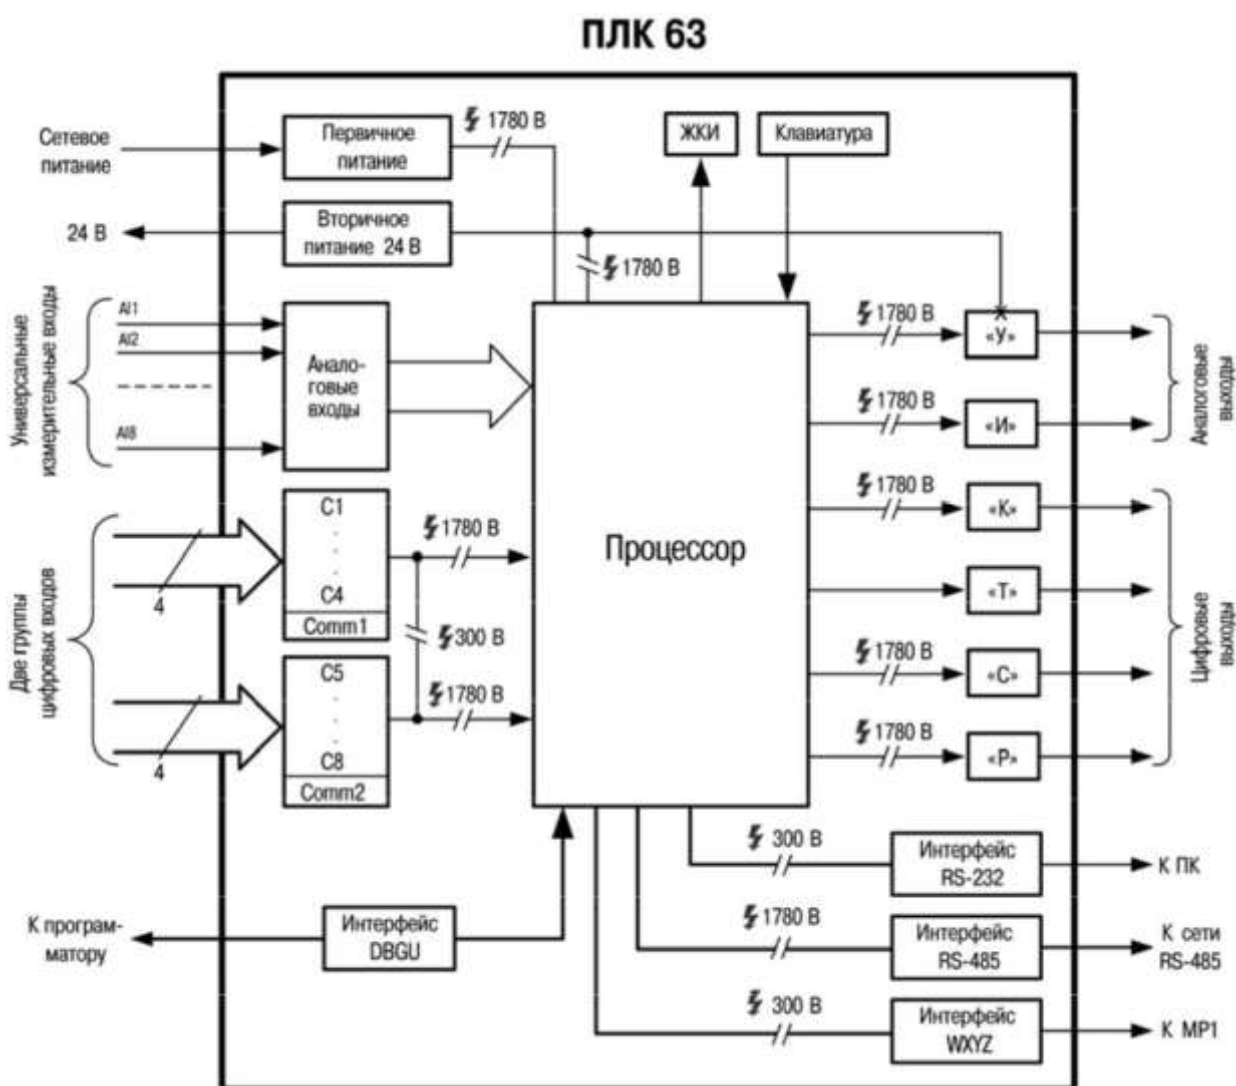 ПЛК 63
Сетевое
питание
Первичное
питание
1780 В
ЖКИ
Клавиатура
24 В
Вторичное
питание 24 В
1780 В
Универсальные
измерительные входы
AI1
AI2
AI8
Анало-
говые
входы
Процессор
1780 В
«У»
1780 В
«И»
Аналоговые
выходы
Две группы
цифровых входов
4
C1
C4
Comm1
1780 В
300 В
4
C5
C8
Comm2
1780 В
1780 В
«К»
«Т»
1780 В
«С»
1780 В
«Р»
Цифровые
выходы
300 В
Интерфейс
RS-232
К ПК
К програм-
матору
Интерфейс
DBGU
1780 В
Интерфейс
RS-485
К сети
RS-485
300 В
Интерфейс
WXYZ
К МР1